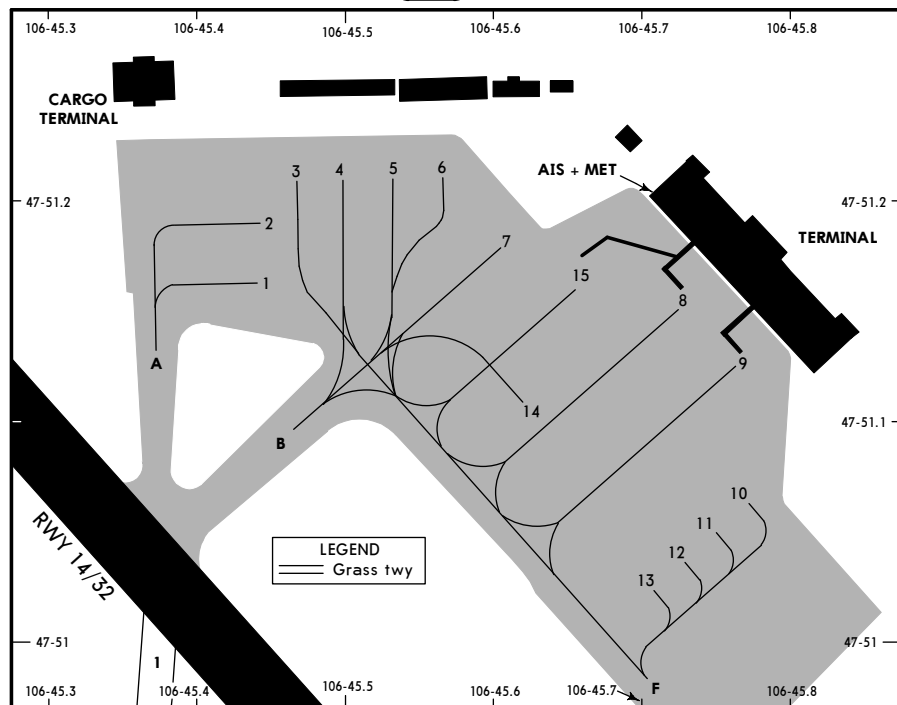 106-45.3 106-45.4 106-45.5 106-45.6 106-45.7 106-45.8
CARGO
TERMINAL
AIS + MET
TERMINAL
47-51.2
47-51.2
3 4 5 6
2
7
1
15
8
9
A
14
B
47-51.1
10
11
12
13
RWY 14/32
LEGEND
Grass twy
47-51
47-51
1
F
106-45.3 106-45.4 106-45.5 106-45.6 106-45.7 106-45.8